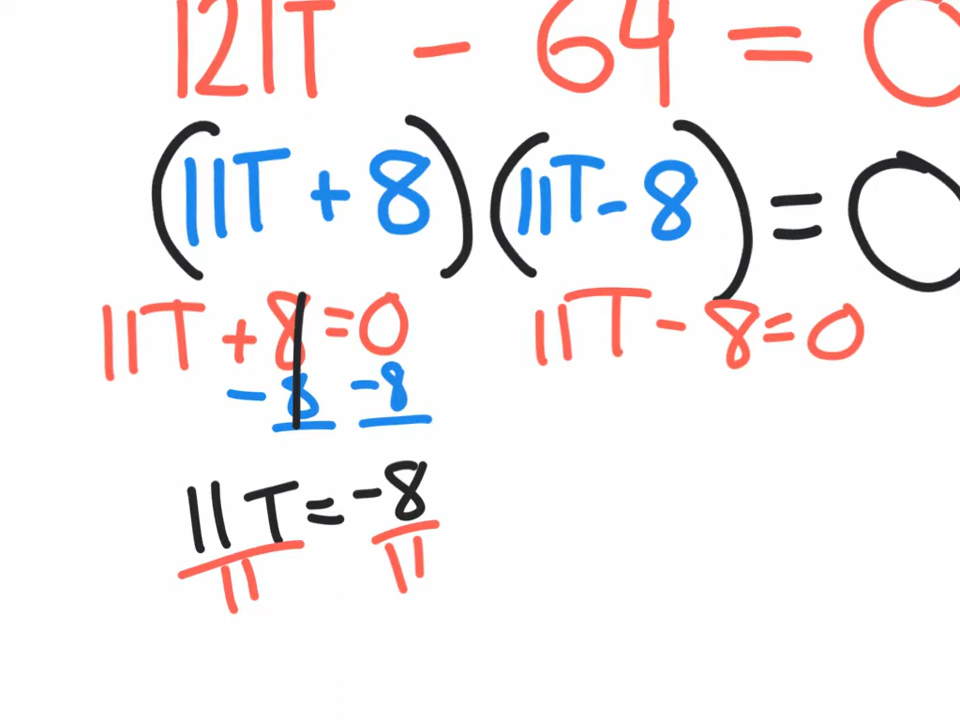 121T - 64 = 0
(11T + 8)(11T - 8) = 0
11T + 8 = 0 11T - 8 = 0
- 8 - 8
11T = -8
11 11